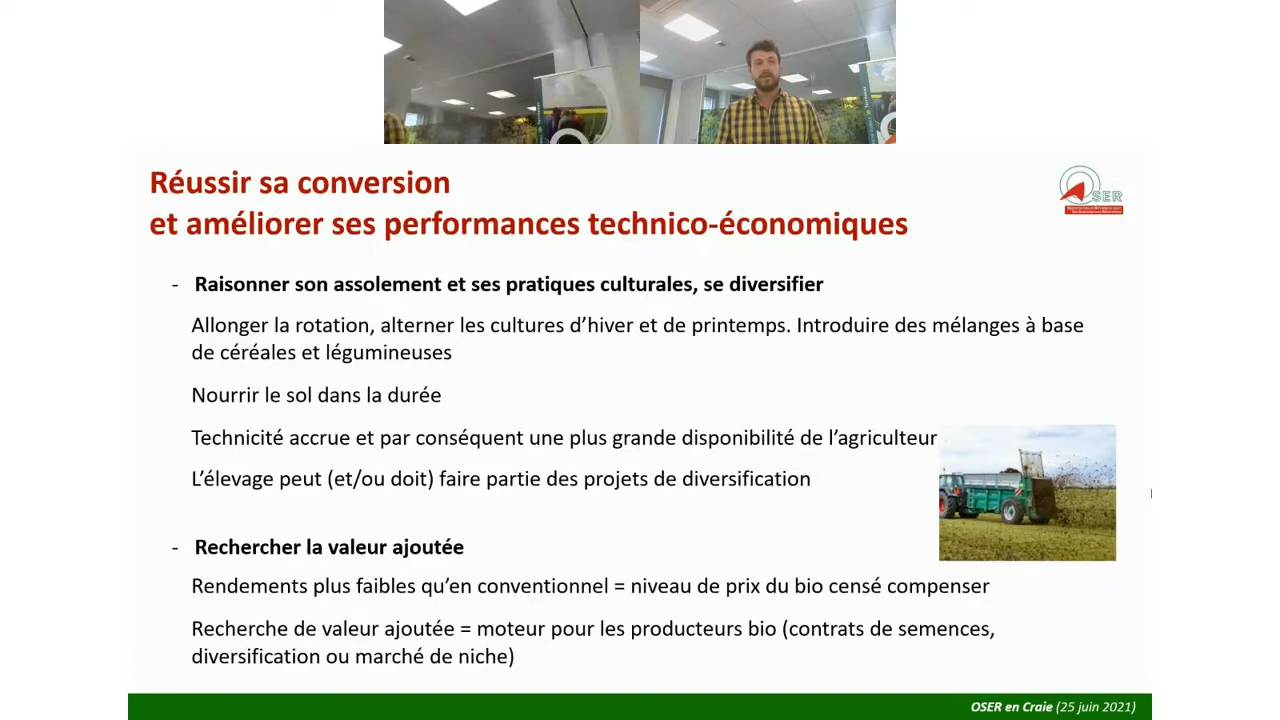 Réussir sa conversion
et améliorer ses performances technico-économiques
SER
- Raisonner son assolement et ses pratiques culturales, se diversifier
Allonger la rotation, alterner les cultures d’hiver et de printemps. Introduire des mélanges à base
de céréales et légumineuses
Nourrir le sol dans la durée
Technicité accrue et par conséquent une plus grande disponibilité de l’agriculteur
L’élevage peut (et/ou doit) faire partie des projets de diversification
- Rechercher la valeur ajoutée
Rendements plus faibles qu’en conventionnel = niveau de prix du bio censé compenser
Recherche de valeur ajoutée = moteur pour les producteurs bio (contrats de semences,
diversification ou marché de niche)
OSER en Craie (25 juin 2021)